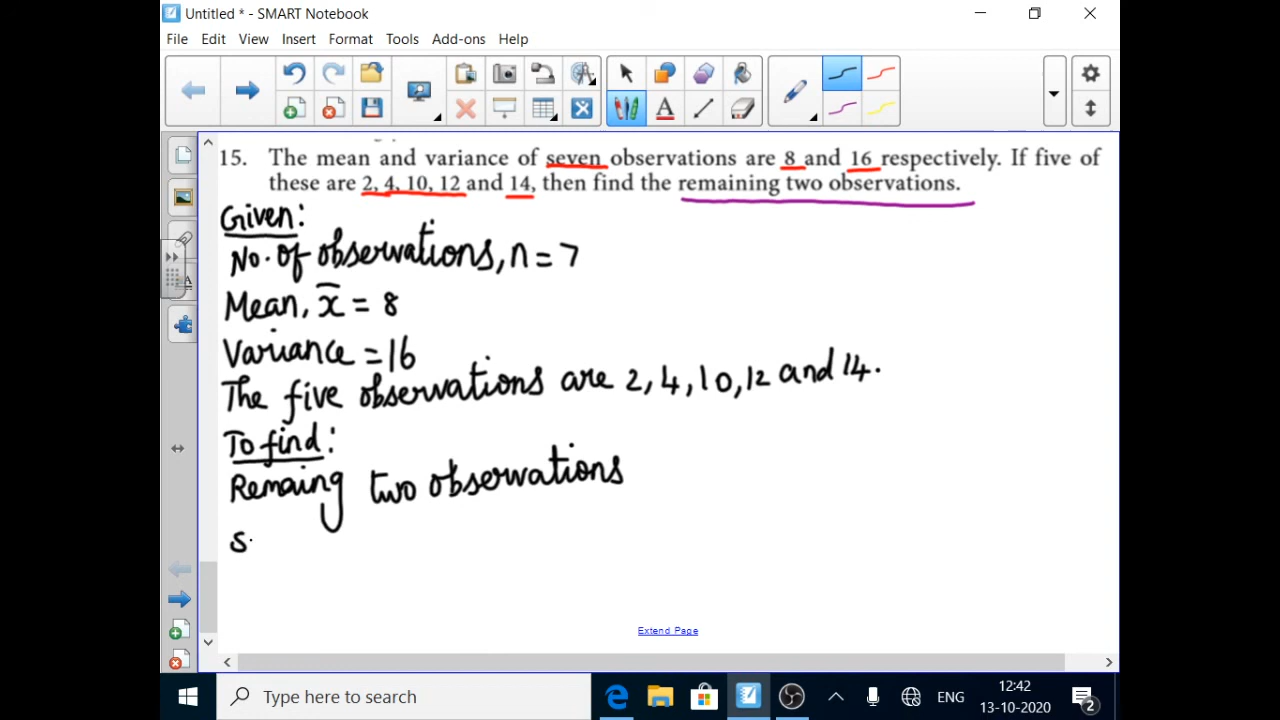 Untitled * - SMART Notebook
File Edit View Insert Format Tools Add-ons Help
15. The mean and variance of seven observations are 8 and 16 respectively. If five of
these are 2, 4, 10, 12 and 14, then find the remaining two observations.
Given:
No. of observations, n = 7
Mean, x̄ = 8
Variance = 16
The five observations are 2, 4, 10, 12 and 14.
To find:
Remaing two observations
S
Extend Page
Type here to search
ENG
12:42
13-10-2020
2